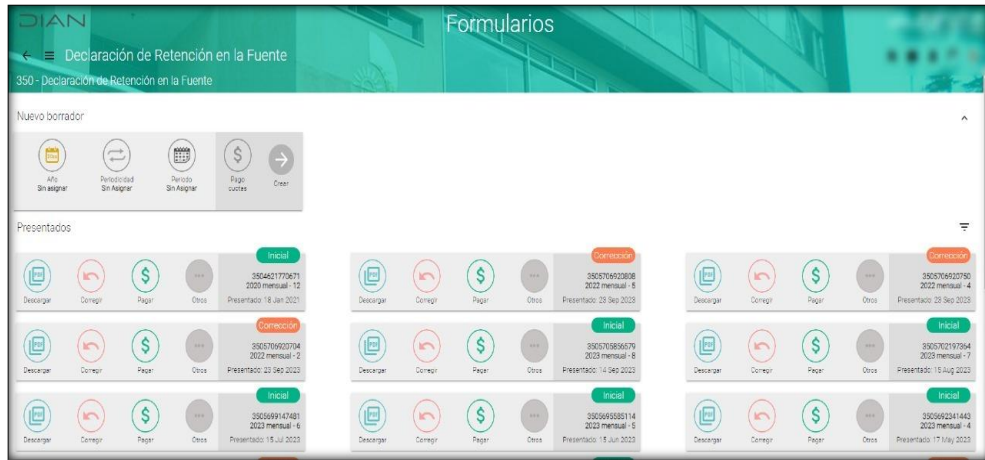 DIAN
Formularios
Declaración de Retención en la Fuente
350 - Declaración de Retención en la Fuente
Nuevo borrador
Año
Sin asignar
Periodicidad
Sin Asignar
Periodo
Sin Asignar
Pago
cuotas
Crear
Presentados
Inicial
3504621770671
2020 mensual - 12
Descargar Corregir Pagar Otros Presentado: 18 Jan 2021
Corrección
3505706920808
2022 mensual - 5
Descargar Corregir Pagar Otros Presentado: 23 Sep 2023
Corrección
3505706920750
2022 mensual - 4
Descargar Corregir Pagar Otros Presentado: 23 Sep 2023
Corrección
3505706920704
2022 mensual - 2
Descargar Corregir Pagar Otros Presentado: 23 Sep 2023
Inicial
3505705856579
2023 mensual - 8
Descargar Corregir Pagar Otros Presentado: 14 Sep 2023
Inicial
3505702197364
2023 mensual - 7
Descargar Corregir Pagar Otros Presentado: 15 Aug 2023
Inicial
3505699147481
2023 mensual - 6
Descargar Corregir Pagar Otros Presentado: 15 Jul 2023
Inicial
3505695585114
2023 mensual - 5
Descargar Corregir Pagar Otros Presentado: 15 Jun 2023
Inicial
3505692341443
2023 mensual - 4
Descargar Corregir Pagar Otros Presentado: 17 May 2023